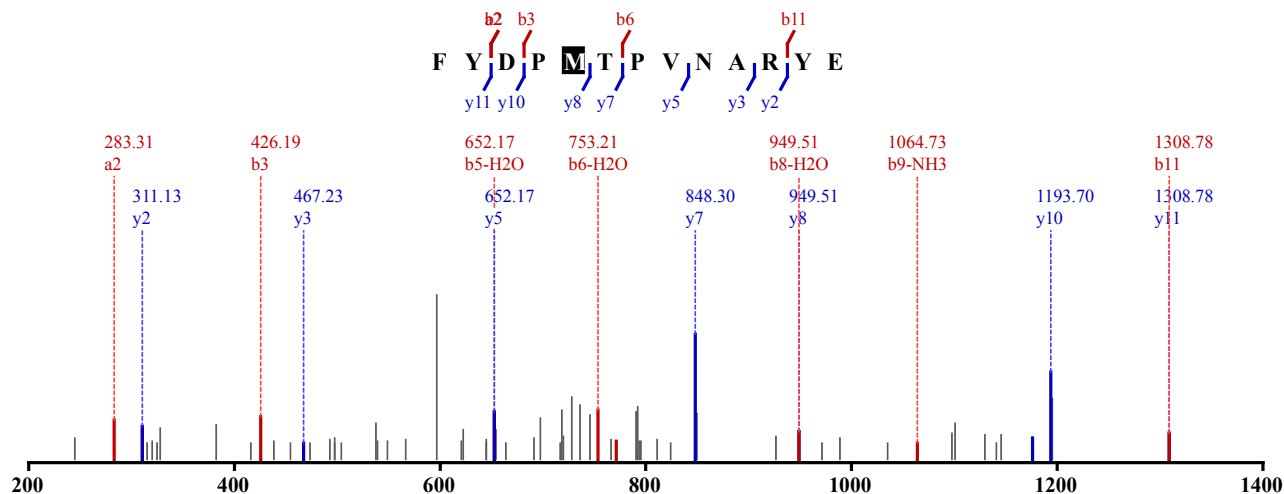 a2 b2 b3 b6 b11
F Y D P M T P V N A R Y E
y11 y10 y8 y7 y5 y3 y2
283.31 426.19 652.17 753.21 949.51 1064.73 1308.78
a2 b3 b5-H2O b6-H2O b8-H2O b9-NH3 b11
311.13 467.23 652.17 848.30 949.51 1193.70 1308.78
y2 y3 y5 y7 y8 y10 y11
200 400 600 800 1000 1200 1400